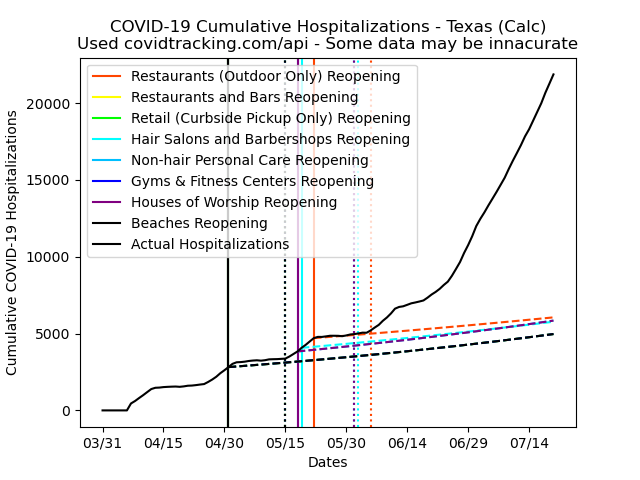 COVID-19 Cumulative Hospitalizations - Texas (Calc)
Used covidtracking.com/api - Some data may be innacurate
Restaurants (Outdoor Only) Reopening
Restaurants and Bars Reopening
Retail (Curbside Pickup Only) Reopening
Hair Salons and Barbershops Reopening
Non-hair Personal Care Reopening
Gyms & Fitness Centers Reopening
Houses of Worship Reopening
Beaches Reopening
Actual Hospitalizations
Cumulative COVID-19 Hospitalizations
20000
15000
10000
5000
0
03/31 04/15 04/30 05/15 05/30 06/14 06/29 07/14
Dates